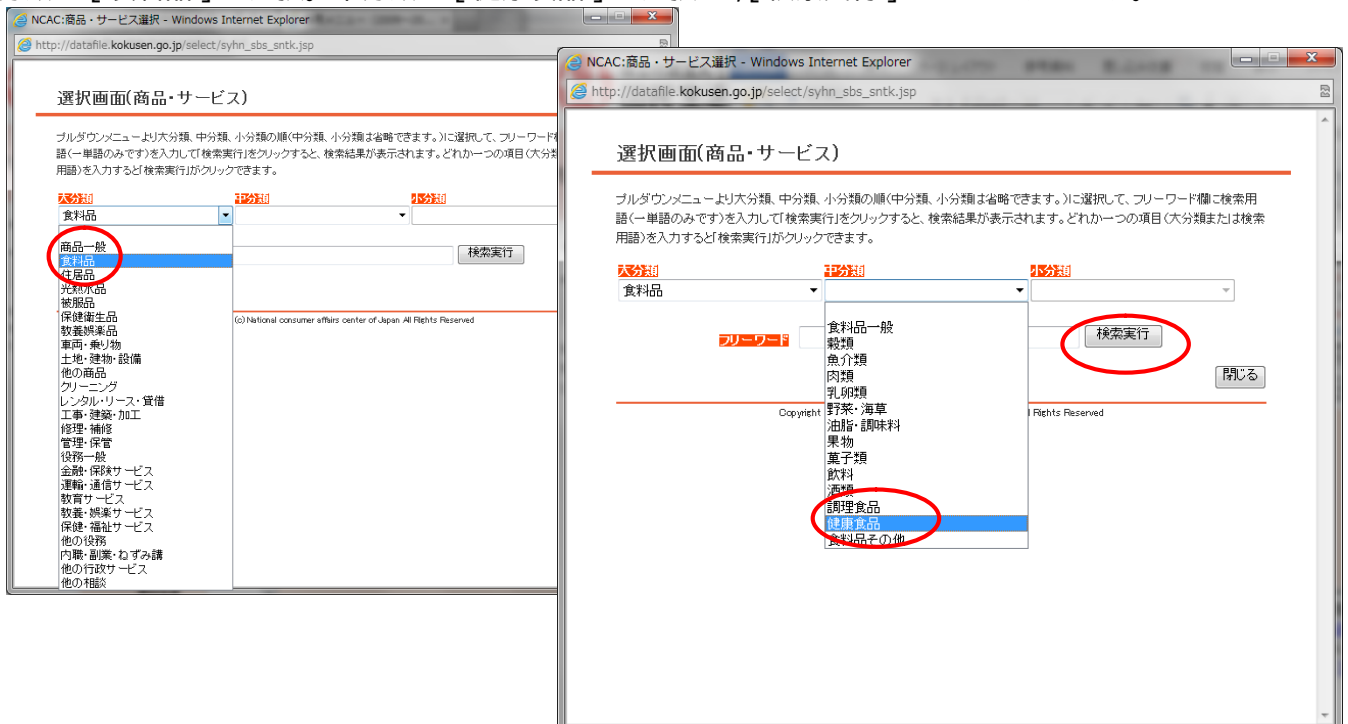 NCAC:商品・サービス選択 - Windows Internet Explorer
http://datafile.kokusen.go.jp/select/syhn_sbs_sntk.jsp
選択画面(商品・サービス)
プルダウンメニューより大分類、中分類、小分類の順(中分類、小分類は省略できます。)に選択して、フリーワード
語(一単語のみです)を入力して「検索実行」をクリックすると、検索結果が表示されます。どれか一つの項目(大分
用語)を入力すると「検索実行」がクリックできます。
大分類 中分類 小分類
食料品
検索実行
商品一般
食料品
住居品
光熱水品
被服品
保健衛生品
教養娯楽品
車両・乗り物
土地・建物・設備
他の商品
クリーニング
レンタル・リース・賃借
工事・建築・加工
修理・補修
管理・保管
役務一般
金融・保険サービス
運輸・通信サービス
教育サービス
教養・娯楽サービス
保健・福祉サービス
他の役務
内職・副業・ねずみ講
他の行政サービス
他の相談
(c) National consumer affairs center of Japan All Rights Reserved
NCAC:商品・サービス選択 - Windows Internet Explorer
http://datafile.kokusen.go.jp/select/syhn_sbs_sntk.jsp
選択画面(商品・サービス)
プルダウンメニューより大分類、中分類、小分類の順(中分類、小分類は省略できます。)に選択して、フリーワード欄に検索用
語(一単語のみです)を入力して「検索実行」をクリックすると、検索結果が表示されます。どれか一つの項目(大分類または検索
用語)を入力すると「検索実行」がクリックできます。
大分類 中分類 小分類
食料品
フリーワード 検索実行
食料品一般
穀類
魚介類
肉類
乳卵類
野菜・海草
油脂・調味料
果物
菓子類
飲料
酒類
調理食品
健康食品
食料品その他
閉じる
Copyright Rights Reserved